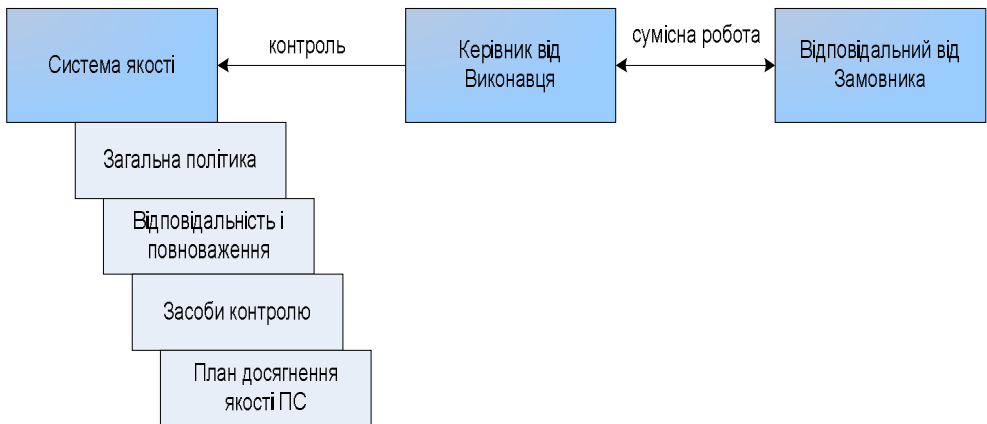 Система якості
контроль
Керівник від
Виконавця
сумісна робота
Відповідальний від
Замовника
Загальна політика
Відповідальність і
повноваження
Засоби контролю
План досягнення
якості ПС